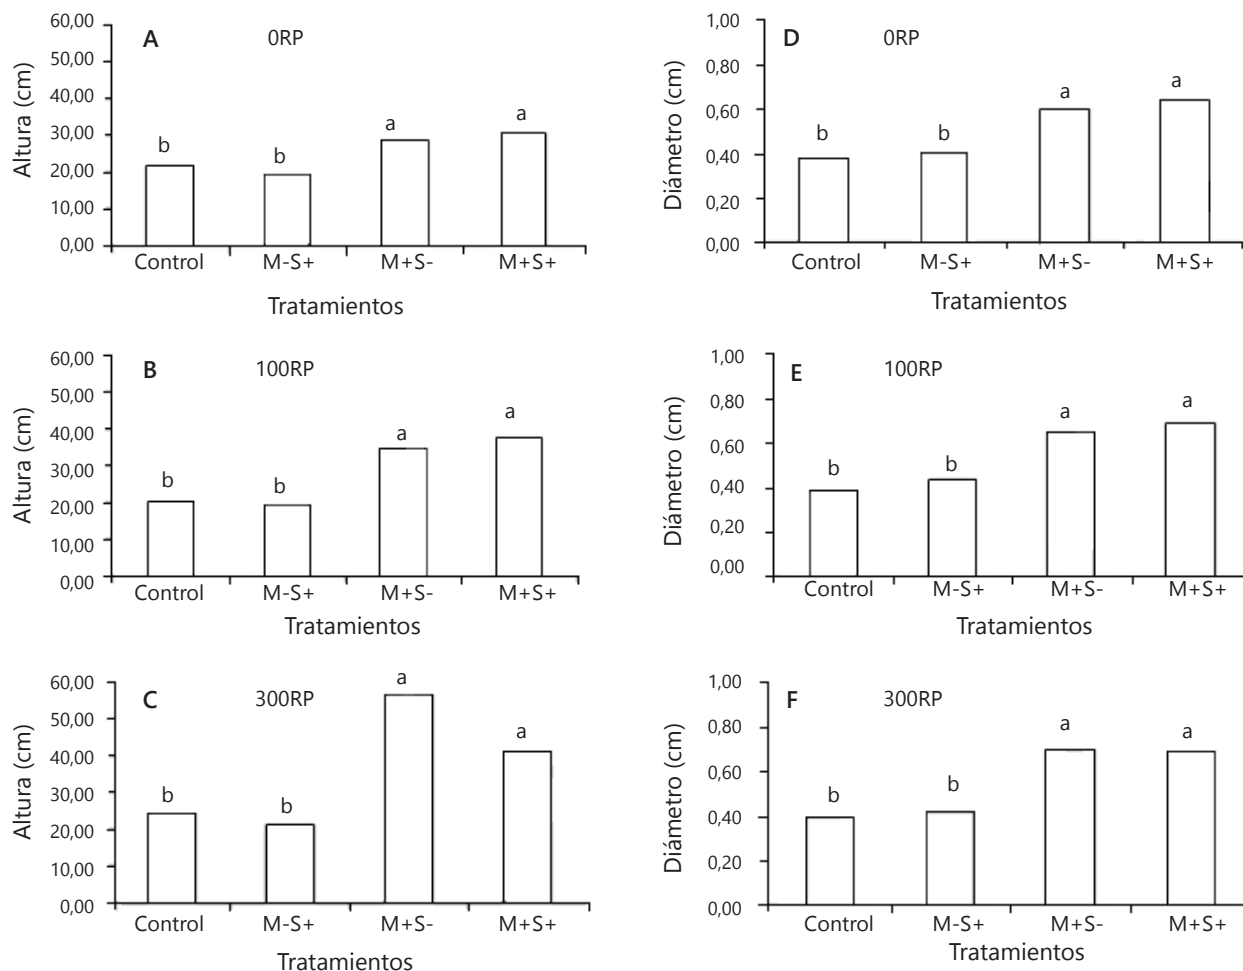 A 0RP
Altura (cm)
60,00
50,00
40,00
30,00
20,00
10,00
0,00
b
b
a
a
Control M-S+ M+S- M+S+
Tratamientos
D 0RP
Diámetro (cm)
1,00
0,80
0,60
0,40
0,20
0,00
b
b
a
a
Control M-S+ M+S- M+S+
Tratamientos
B 100RP
Altura (cm)
60,00
50,00
40,00
30,00
20,00
10,00
0,00
b
b
a
a
Control M-S+ M+S- M+S+
Tratamientos
E 100RP
Diámetro (cm)
1,00
0,80
0,60
0,40
0,20
0,00
b
b
a
a
Control M-S+ M+S- M+S+
Tratamientos
C 300RP
Altura (cm)
60,00
50,00
40,00
30,00
20,00
10,00
0,00
b
b
a
a
Control M-S+ M+S- M+S+
Tratamientos
F 300RP
Diámetro (cm)
1,00
0,80
0,60
0,40
0,20
0,00
b
b
a
a
Control M-S+ M+S- M+S+
Tratamientos